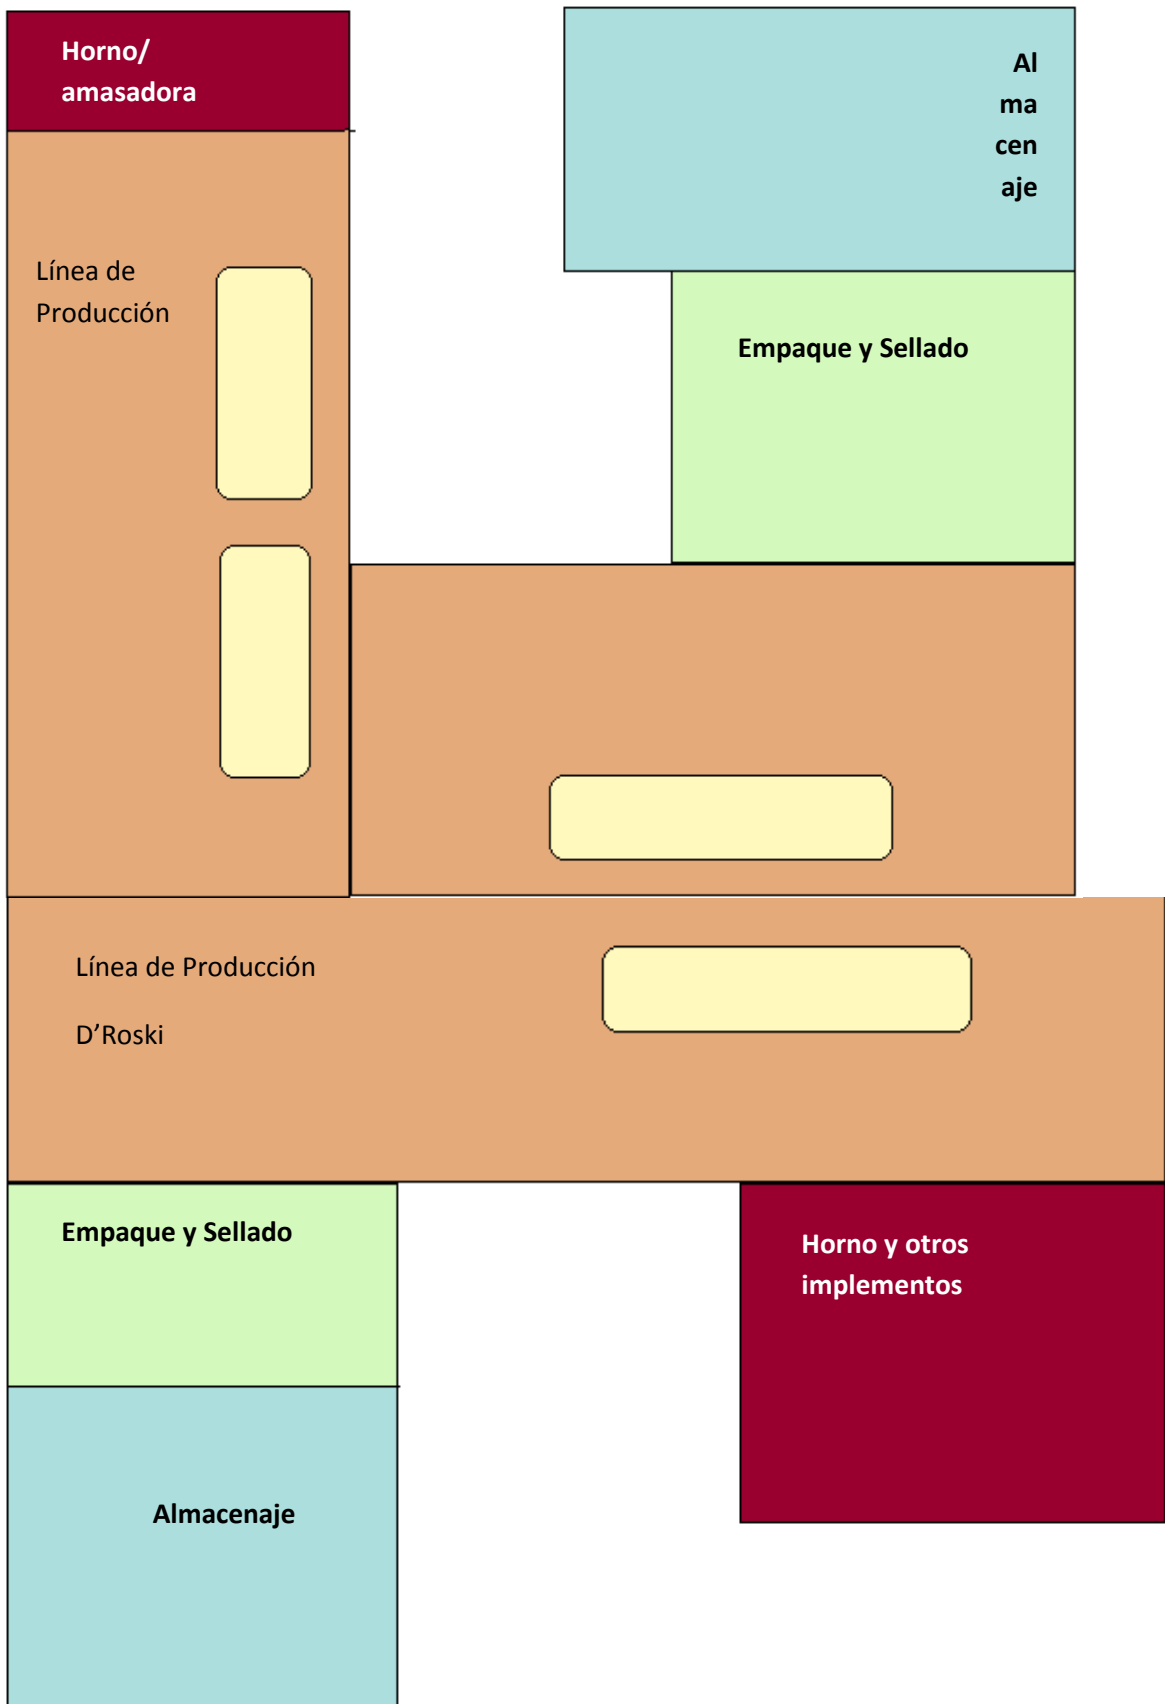 Horno/
amasadora
Al
ma
cen
aje
Línea de
Producción
Empaque y Sellado
Línea de Producción
D’Roski
Empaque y Sellado
Horno y otros
implementos
Almacenaje